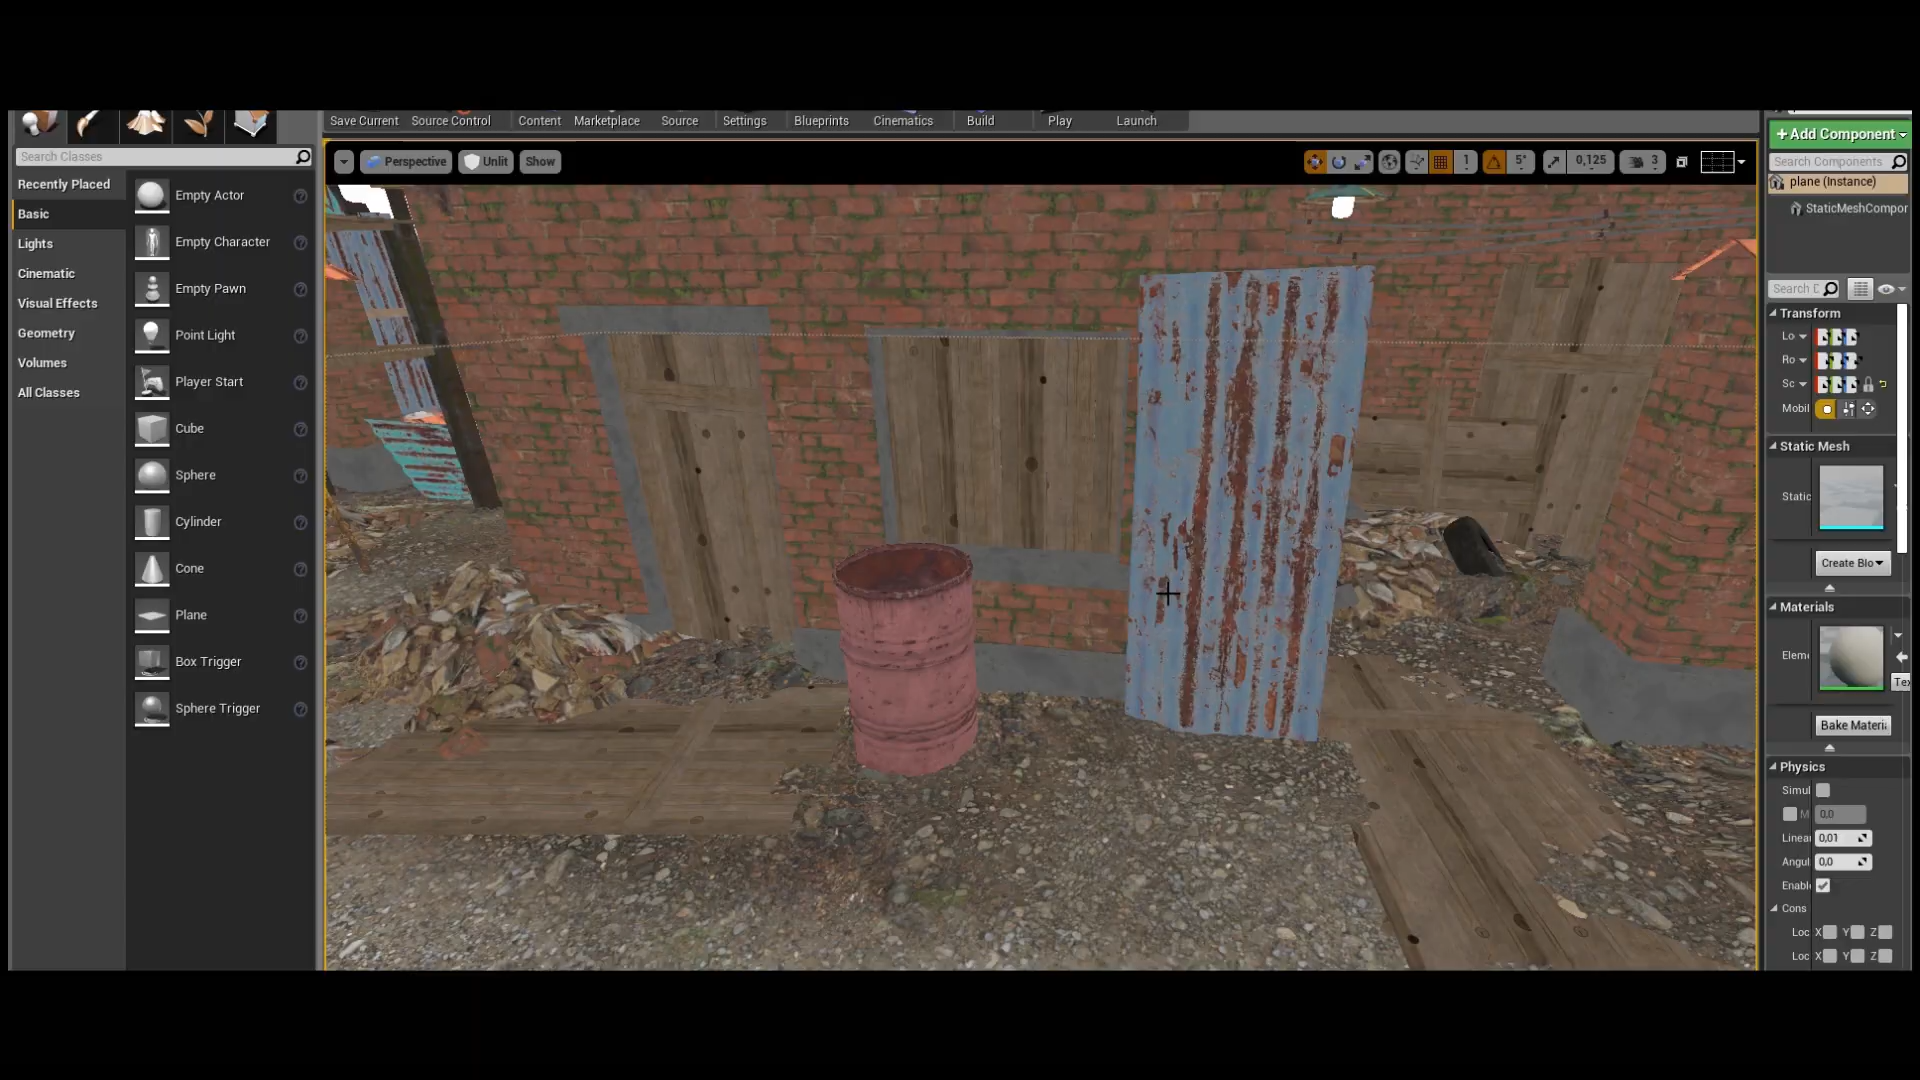 Save Current Source Control Content Marketplace Source Settings Blueprints Cinematics Build Play Launch
Search Classes
Recently Placed
Basic
Lights
Cinematic
Visual Effects
Geometry
Volumes
All Classes
Empty Actor
Empty Character
Empty Pawn
Point Light
Player Start
Cube
Sphere
Cylinder
Cone
Plane
Box Trigger
Sphere Trigger
Perspective Unlit Show
1 5° 0,125 3
+Add Component
Search Components
plane (Instance)
StaticMeshCompor
Search D
Transform
Lo
Ro
Sc
Mobil
Static Mesh
Static
Create Blo
Materials
Eleme
Tex
Bake Materi
Physics
Simul
M 0,0
Linea 0,01
Angul 0,0
Enabl
Cons
Loc X Y Z
Loc X Y Z